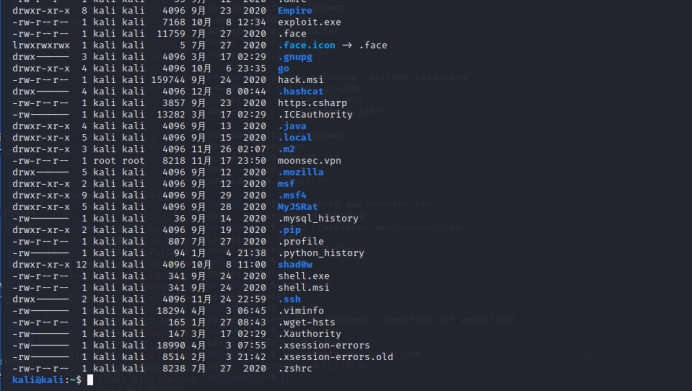 drwxr-xr-x 8 kali kali 4096 9月 23 2020 Empire
-rw-r--r-- 1 kali kali 7168 10月 8 12:34 exploit.exe
-rw-r--r-- 1 kali kali 11759 7月 27 2020 .face
lrwxrwxrwx 1 kali kali 5 7月 27 2020 .face.icon -> .face
drwx------ 3 kali kali 4096 3月 17 02:29 .gnupg
drwxr-xr-x 4 kali kali 4096 10月 6 23:35 go
-rw-r--r-- 1 kali kali 159744 9月 24 2020 hack.msi
drwx------ 4 kali kali 4096 12月 8 00:44 .hashcat
-rw-r--r-- 1 kali kali 3857 9月 23 2020 https.csharp
-rw------- 1 kali kali 13282 3月 17 02:29 .ICEauthority
drwxr-xr-x 4 kali kali 4096 9月 13 2020 .java
drwxr-xr-x 5 kali kali 4096 9月 15 2020 .local
drwxr-xr-x 3 kali kali 4096 11月 26 02:07 .m2
-rw-r--r-- 1 root root 8218 11月 17 23:50 moonsec.vpn
drwx------ 5 kali kali 4096 9月 12 2020 .mozilla
drwxr-xr-x 2 kali kali 4096 9月 12 2020 msf
drwxr-xr-x 9 kali kali 4096 9月 29 2020 .msf4
drwxr-xr-x 5 kali kali 4096 9月 28 2020 MyJSRat
-rw------- 1 kali kali 36 9月 14 2020 .mysql_history
drwxr-xr-x 2 kali kali 4096 9月 19 2020 .pip
-rw-r--r-- 1 kali kali 807 7月 27 2020 .profile
-rw------- 1 kali kali 94 1月 4 21:38 .python_history
drwxr-xr-x 12 kali kali 4096 10月 8 11:00 shad0w
-rw-r--r-- 1 kali kali 341 9月 24 2020 shell.exe
-rw-r--r-- 1 kali kali 341 9月 24 2020 shell.msi
drwx------ 2 kali kali 4096 11月 24 22:59 .ssh
-rw------- 1 kali kali 18294 4月 3 06:45 .viminfo
-rw-r--r-- 1 kali kali 165 1月 27 08:43 .wget-hsts
-rw------- 1 kali kali 147 3月 17 02:29 .Xauthority
-rw------- 1 kali kali 18990 4月 3 07:55 .xsession-errors
-rw------- 1 kali kali 8514 2月 3 21:42 .xsession-errors.old
-rw-r--r-- 1 kali kali 8238 7月 27 2020 .zshrc
kali@kali:~$